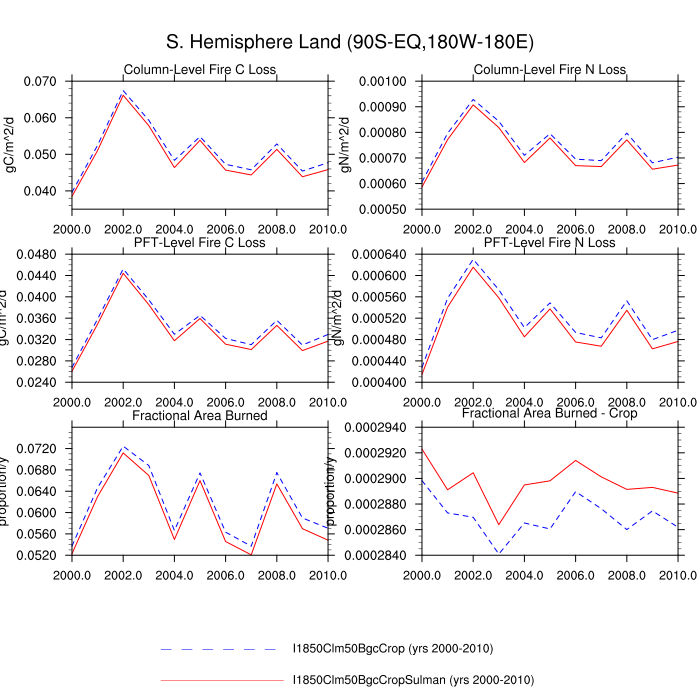 S. Hemisphere Land (90S-EQ,180W-180E)
Column-Level Fire C Loss
gC/m^2/d
0.070
0.060
0.050
0.040
2000.0 2002.0 2004.0 2006.0 2008.0 2010.0
Column-Level Fire N Loss
gN/m^2/d
0.00100
0.00090
0.00080
0.00070
0.00060
0.00050
2000.0 2002.0 2004.0 2006.0 2008.0 2010.0
PFT-Level Fire C Loss
gC/m^2/d
0.0480
0.0440
0.0400
0.0360
0.0320
0.0280
0.0240
2000.0 2002.0 2004.0 2006.0 2008.0 2010.0
PFT-Level Fire N Loss
gN/m^2/d
0.000640
0.000600
0.000560
0.000520
0.000480
0.000440
0.000400
2000.0 2002.0 2004.0 2006.0 2008.0 2010.0
Fractional Area Burned
proportion/y
0.0720
0.0680
0.0640
0.0600
0.0560
0.0520
2000.0 2002.0 2004.0 2006.0 2008.0 2010.0
Fractional Area Burned - Crop
proportion/y
0.0002940
0.0002920
0.0002900
0.0002880
0.0002860
0.0002840
2000.0 2002.0 2004.0 2006.0 2008.0 2010.0
I1850Clm50BgcCrop (yrs 2000-2010)
I1850Clm50BgcCropSulman (yrs 2000-2010)